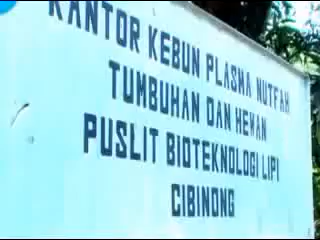 KANTOR KEBUN PLASMA NUTFAH
TUMBUHAN DAN HEWAN
PUSLIT BIOTEKNOLOGI LIPI
CIBINONG